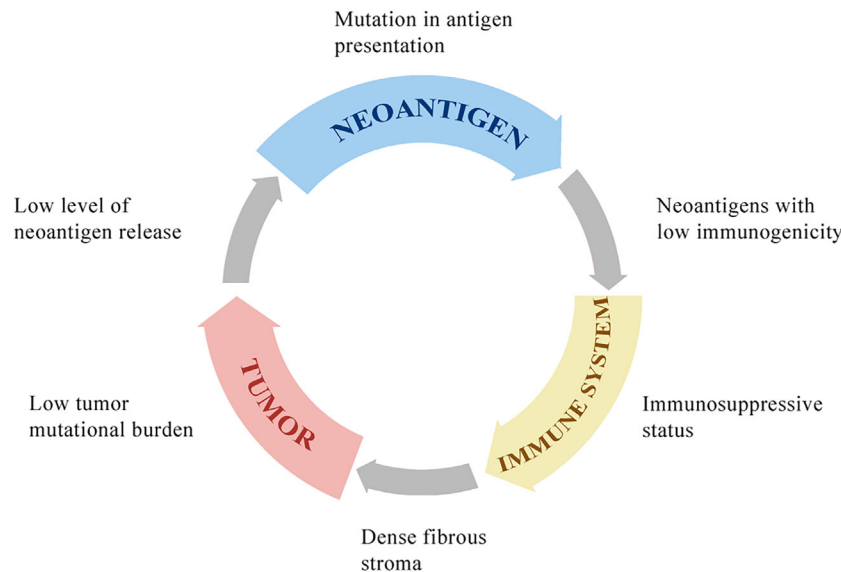 Mutation in antigen
presentation
NEOANTIGEN
Low level of
neoantigen release
Neoantigens with
low immunogenicity
TUMOR
IMMUNE SYSTEM
Low tumor
mutational burden
Immunosuppressive
status
Dense fibrous
stroma